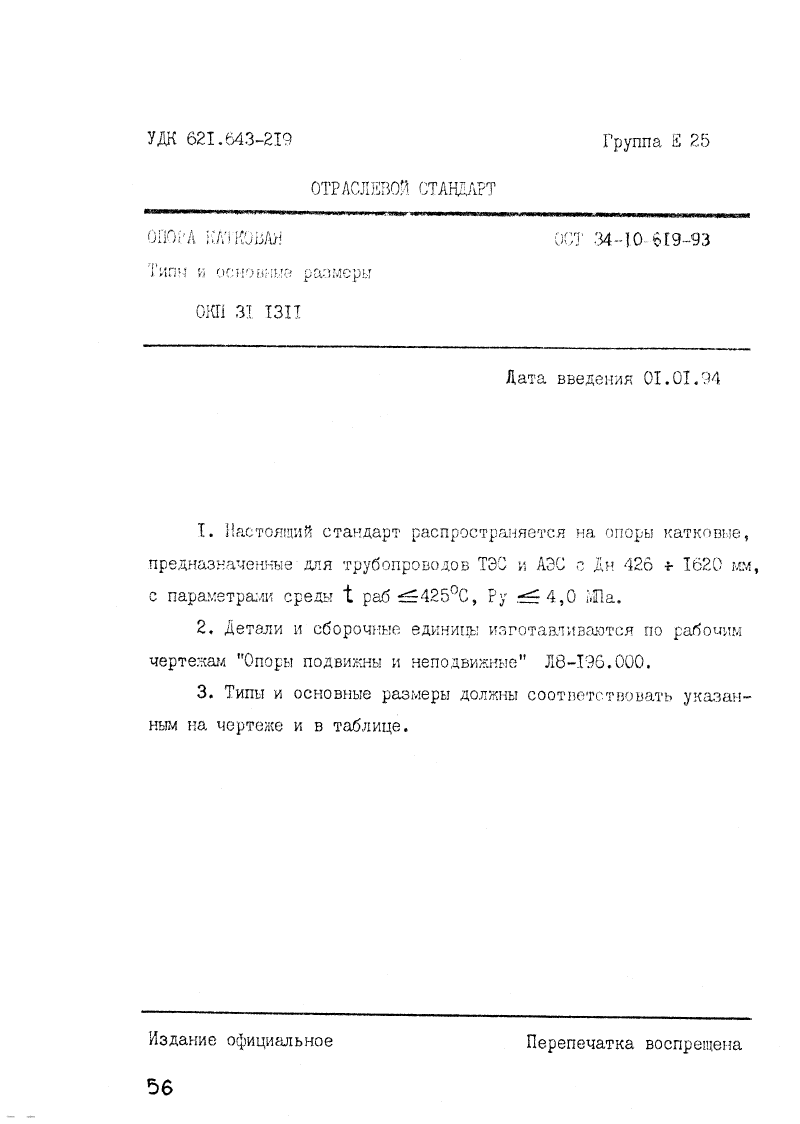 УДК 621.643-219
Группа Е 25
ОТРАСЛЕВОЙ СТАНДАРТ
ОПОРА КАТКОВАЯ
ОСТ 34-10-619-93
Типы и основные размеры
ОКП 31 1311
Дата введения 01.01.94
1. Настоящий стандарт распространяется на опоры катковые,
предназначенные для трубопроводов ТЭС и АЭС с Дн 426 ÷ 1620 мм,
с параметрами среды t раб ≤425°С, Ру ≤ 4,0 МПа.
2. Детали и сборочные единицы изготавливаются по рабочим
чертежам "Опоры подвижны и неподвижные" Л8-196.000.
3. Типы и основные размеры должны соответствовать указан-
ным на чертеже и в таблице.
Издание официальное
Перепечатка воспрещена
56